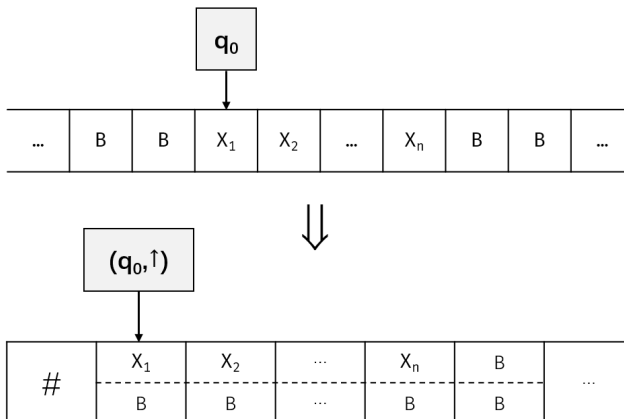 q₀
... B B X₁ X₂ ... Xₙ B B ...
⇓
(q₀,↑)
# X₁ X₂ ... Xₙ B ...
B B ... B B